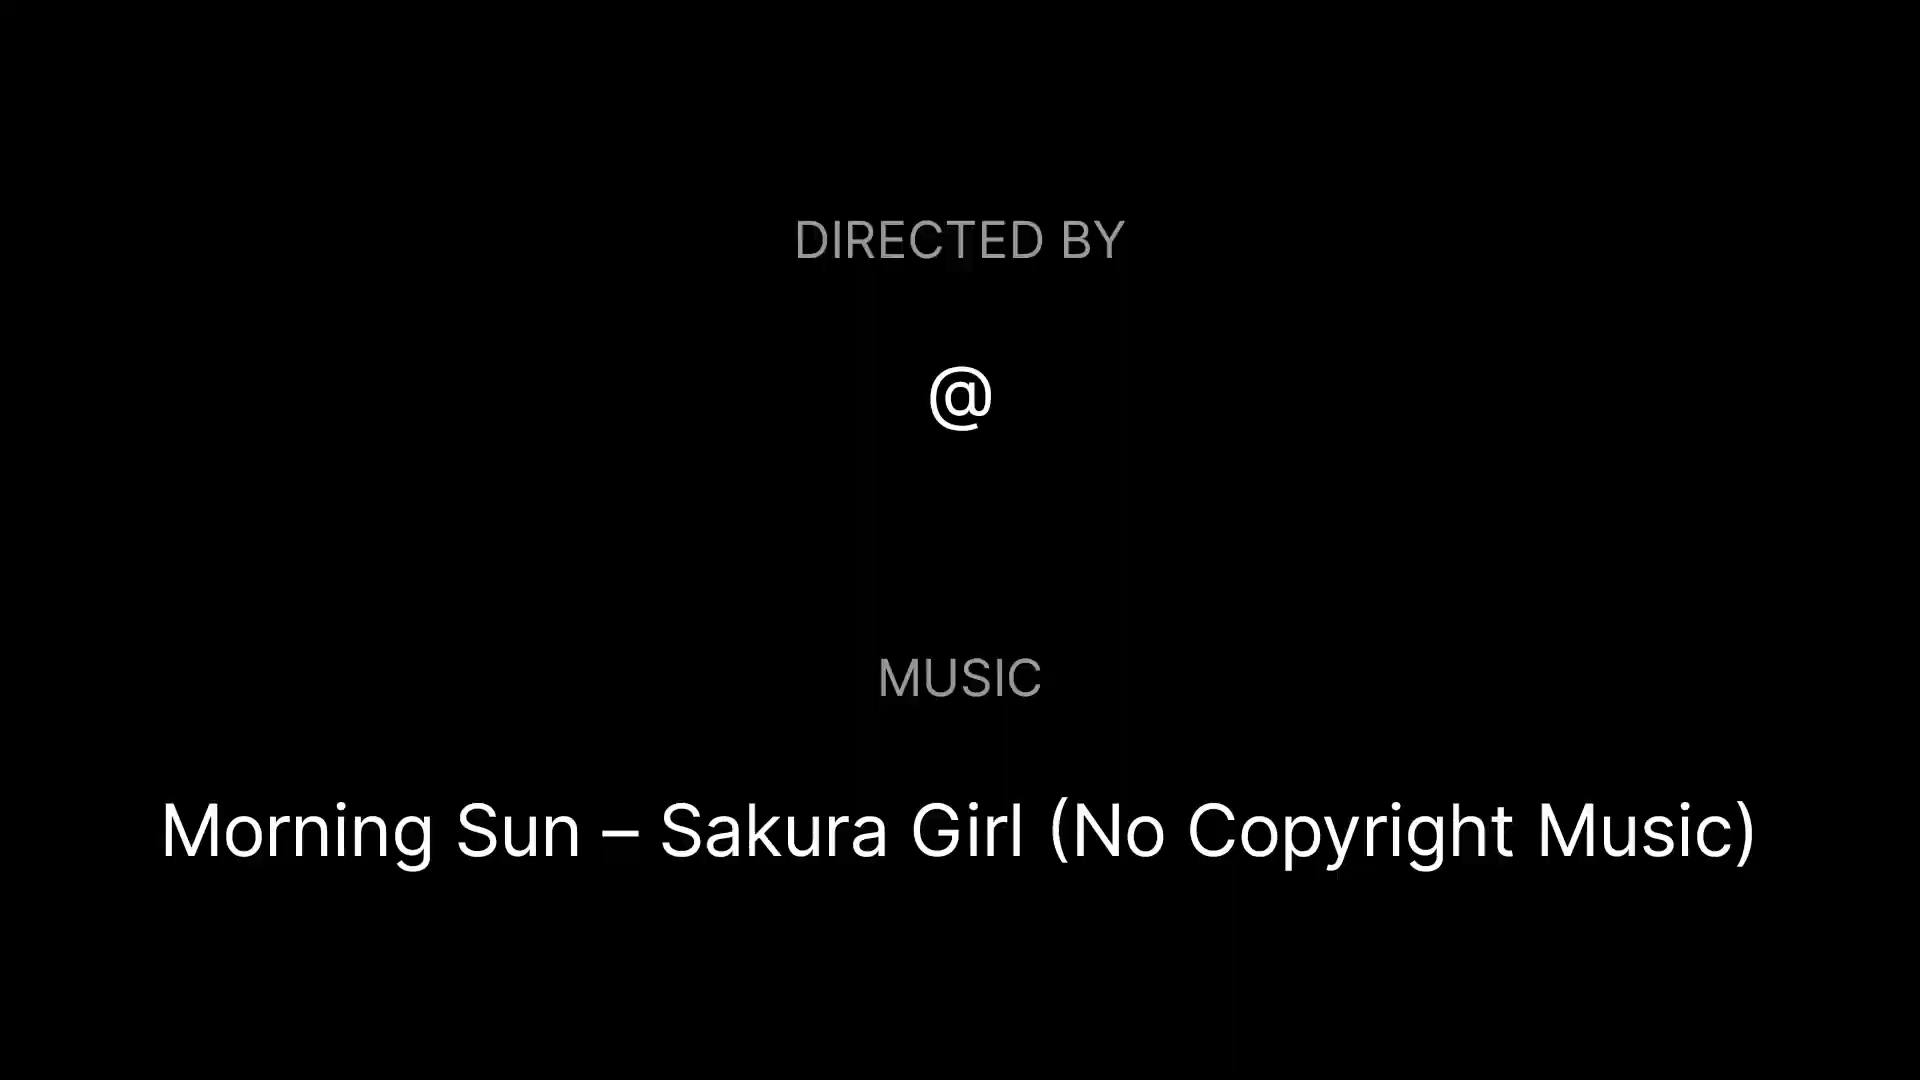 DIRECTED BY
@
MUSIC
Morning Sun – Sakura Girl (No Copyright Music)